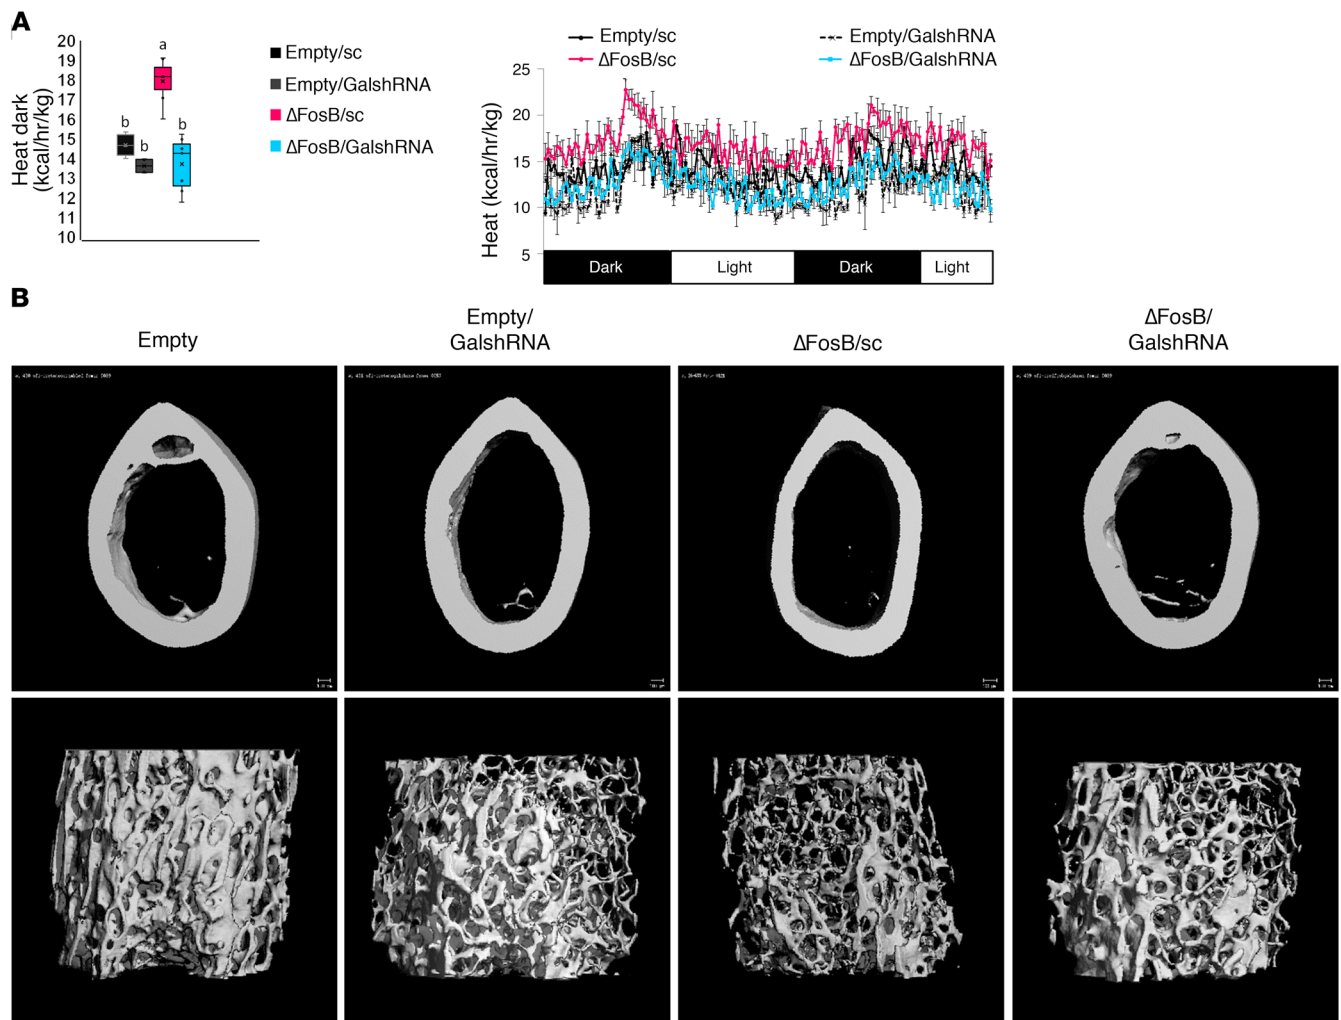 A
20
19
18
17
16
15
14
13
12
11
10
Heat dark
(kcal/hr/kg)
a
b
b
b
Empty/sc
Empty/GalshRNA
ΔFosB/sc
ΔFosB/GalshRNA
Empty/sc
ΔFosB/sc
Empty/GalshRNA
ΔFosB/GalshRNA
25
20
15
10
5
Heat (kcal/hr/kg)
Dark
Light
Dark
Light
B
Empty
Empty/
GalshRNA
ΔFosB/sc
ΔFosB/
GalshRNA